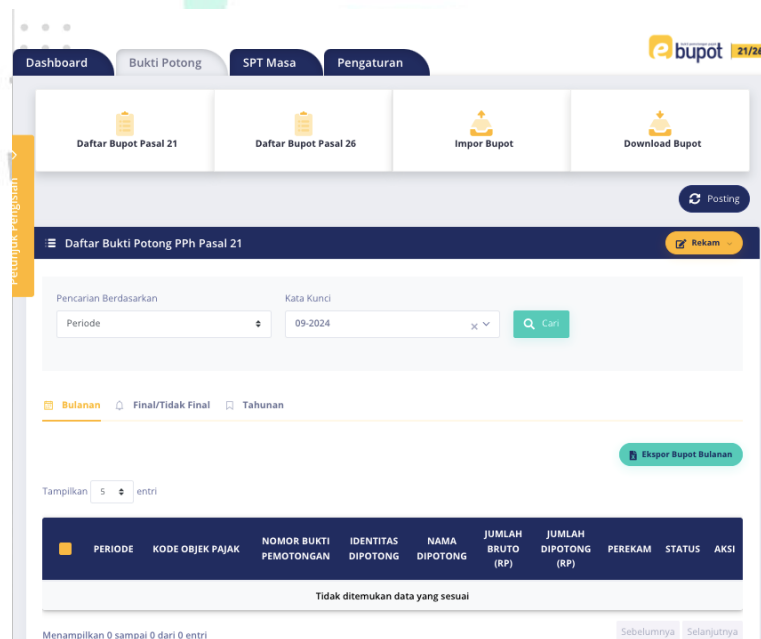 Dashboard Bukti Potong SPT Masa Pengaturan
bupot 21/26
Daftar Bupot Pasal 21 Daftar Bupot Pasal 26 Impor Bupot Download Bupot
Petunjuk Pengisian
Posting
Daftar Bukti Potong PPh Pasal 21 Rekam
Pencarian Berdasarkan Kata Kunci
Periode 09-2024 Cari
Bulanan Final/Tidak Final Tahunan
Ekspor Bupot Bulanan
Tampilkan 5 entri
PERIODE KODE OBJEK PAJAK NOMOR BUKTI PEMOTONGAN IDENTITAS DIPOTONG NAMA DIPOTONG JUMLAH BRUTO (RP) JUMLAH DIPOTONG (RP) PEREKAM STATUS AKSI
Tidak ditemukan data yang sesuai
Menampilkan 0 sampai 0 dari 0 entri Sebelumnya Selanjutnya